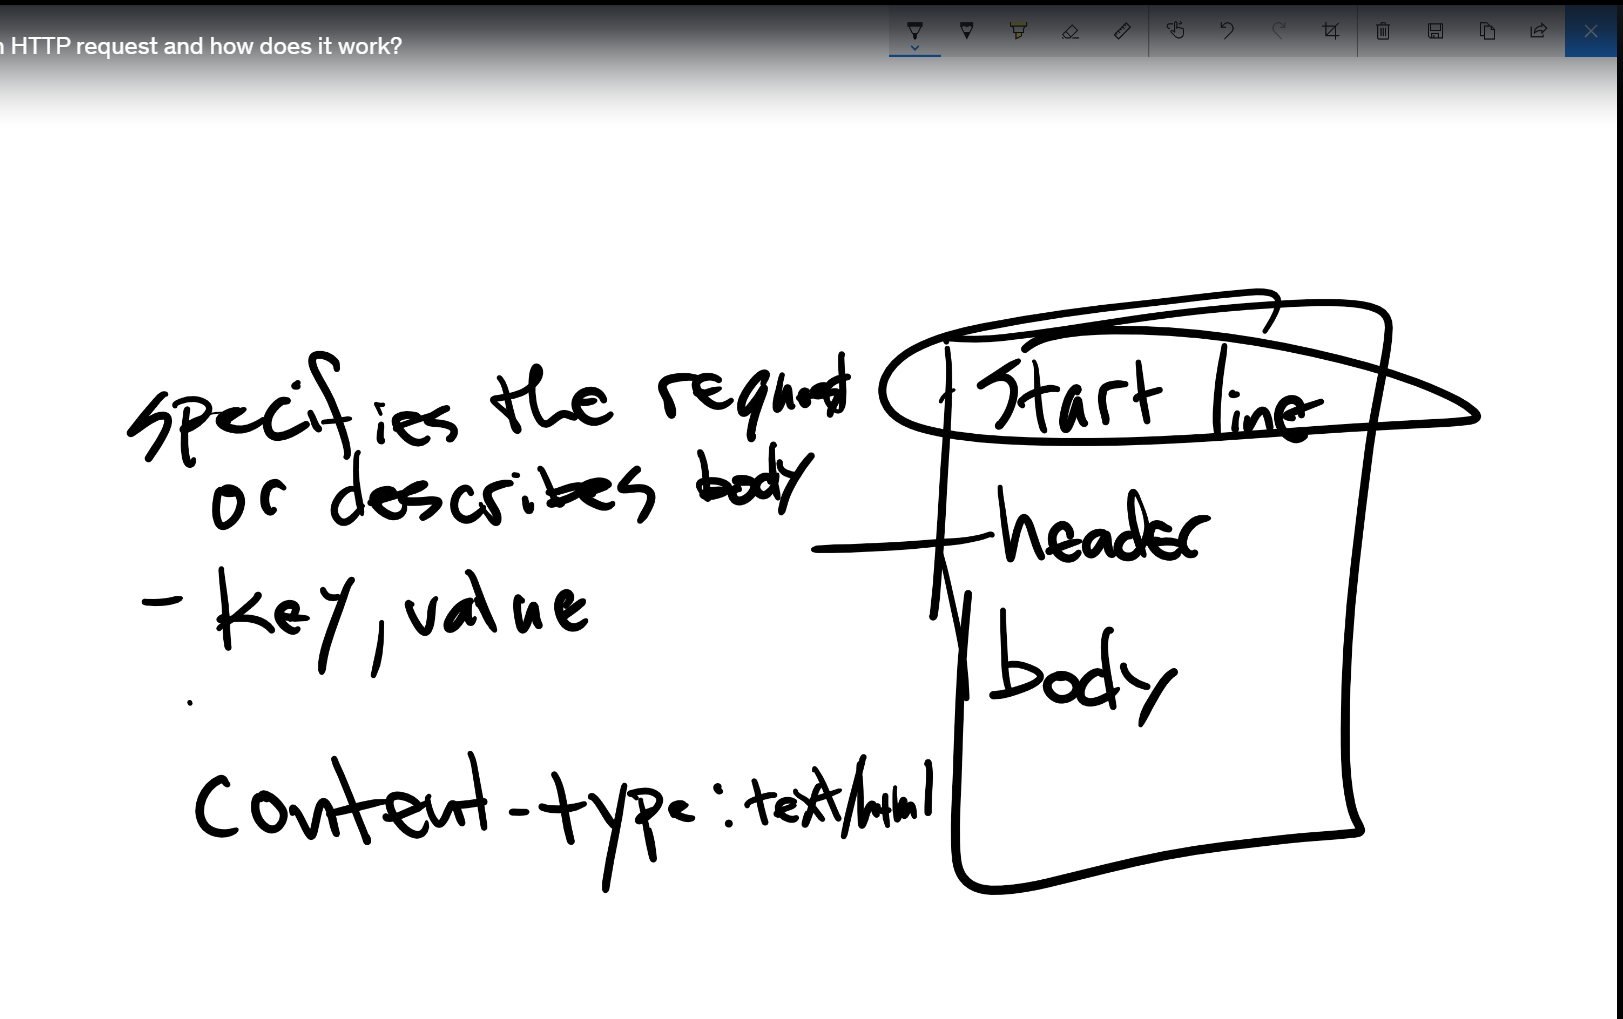 HTTP request and how does it work?
specifies the request
or describes body
- key, value
content-type: text/html
start line
header
body